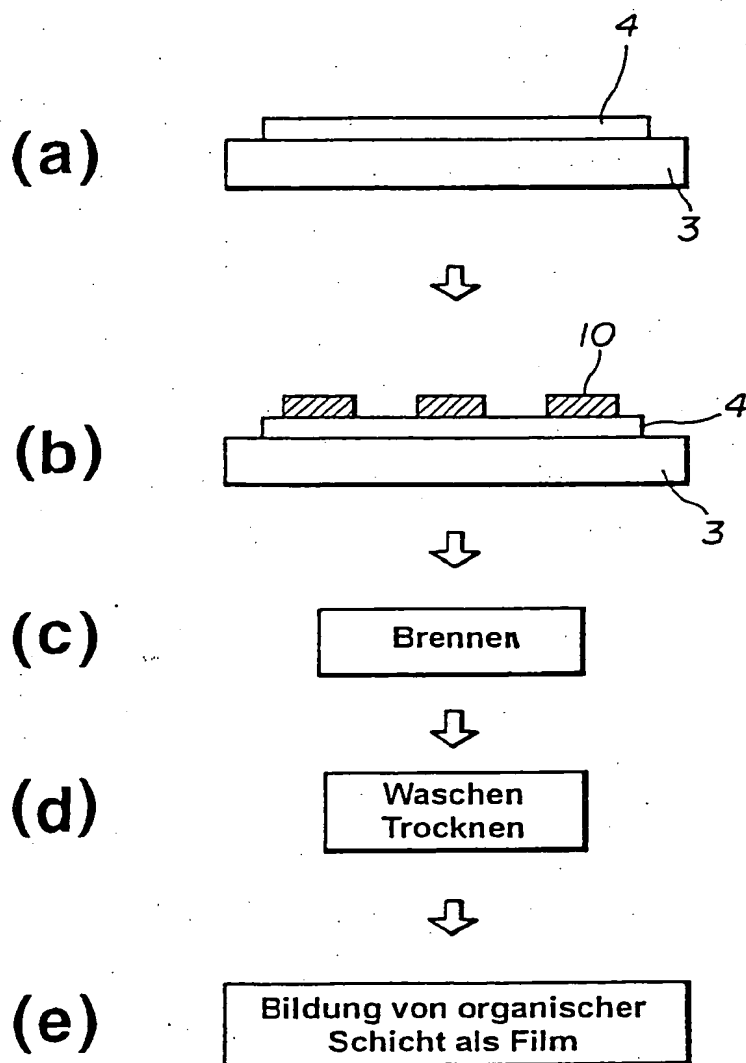 4
(a)
3
10
4
(b)
3
(c)
Brennen
(d)
Waschen
Trocknen
(e)
Bildung von organischer
Schicht als Film